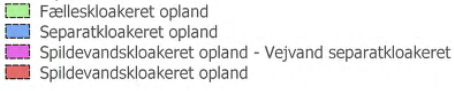 Fælleskloakeret opland
Separatkloakeret opland
Spildevandskloakeret opland - Vejvand separatkloakeret
Spildevandskloakeret opland